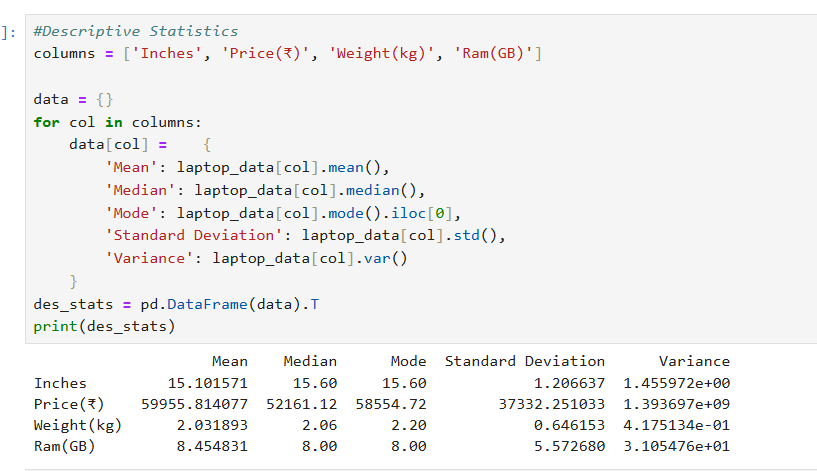 ]: #Descriptive Statistics
columns = ['Inches', 'Price(₹)', 'Weight(kg)', 'Ram(GB)']
data = {}
for col in columns:
    data[col] =    {
        'Mean': laptop_data[col].mean(),
        'Median': laptop_data[col].median(),
        'Mode': laptop_data[col].mode().iloc[0],
        'Standard Deviation': laptop_data[col].std(),
        'Variance': laptop_data[col].var()
    }
des_stats = pd.DataFrame(data).T
print(des_stats)
                    Mean    Median      Mode  Standard Deviation      Variance
Inches         15.101571     15.60     15.60            1.206637  1.455972e+00
Price(₹)    59955.814077  52161.12  58554.72        37332.251033  1.393697e+09
Weight(kg)      2.031893      2.06      2.20            0.646153  4.175134e-01
Ram(GB)         8.454831      8.00      8.00            5.572680  3.105476e+01